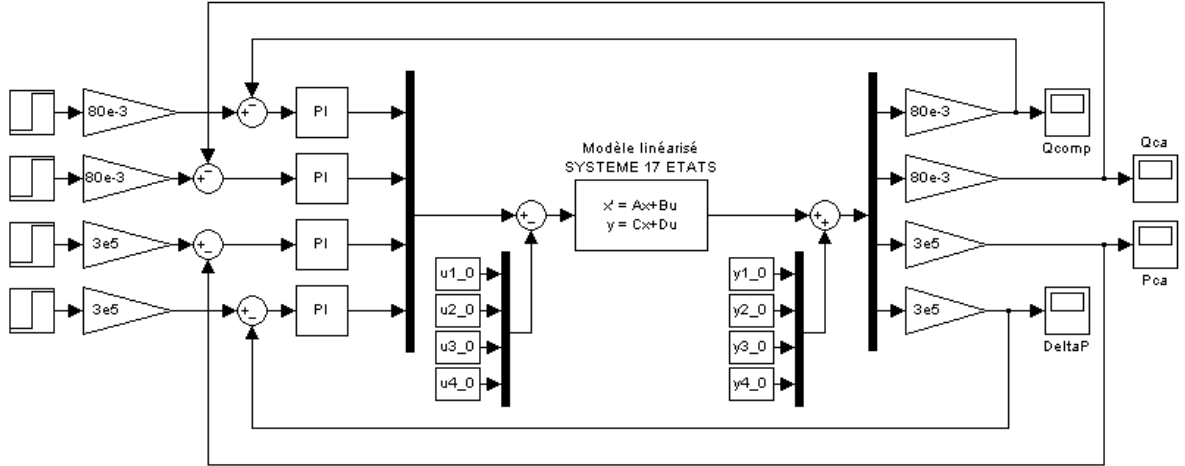 80e-3
PI
80e-3
Qcomp
Qca
80e-3
PI
Modèle linéarisé
SYSTEME 17 ETATS
80e-3
x' = Ax+Bu
y = Cx+Du
3e5
PI
3e5
Pca
3e5
PI
3e5
DeltaP
u1_0
u2_0
u3_0
u4_0
y1_0
y2_0
y3_0
y4_0